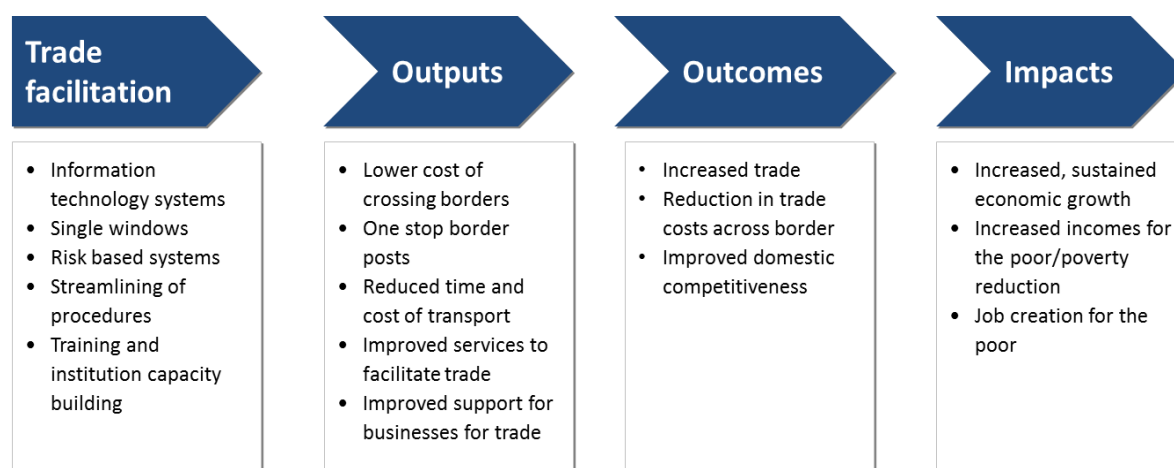 Trade
facilitation
• Information
technology systems
• Single windows
• Risk based systems
• Streamlining of
procedures
• Training and
institution capacity
building
Outputs
• Lower cost of
crossing borders
• One stop border
posts
• Reduced time and
cost of transport
• Improved services to
facilitate trade
• Improved support for
businesses for trade
Outcomes
• Increased trade
• Reduction in trade
costs across border
• Improved domestic
competitiveness
Impacts
• Increased, sustained
economic growth
• Increased incomes for
the poor/poverty
reduction
• Job creation for the
poor